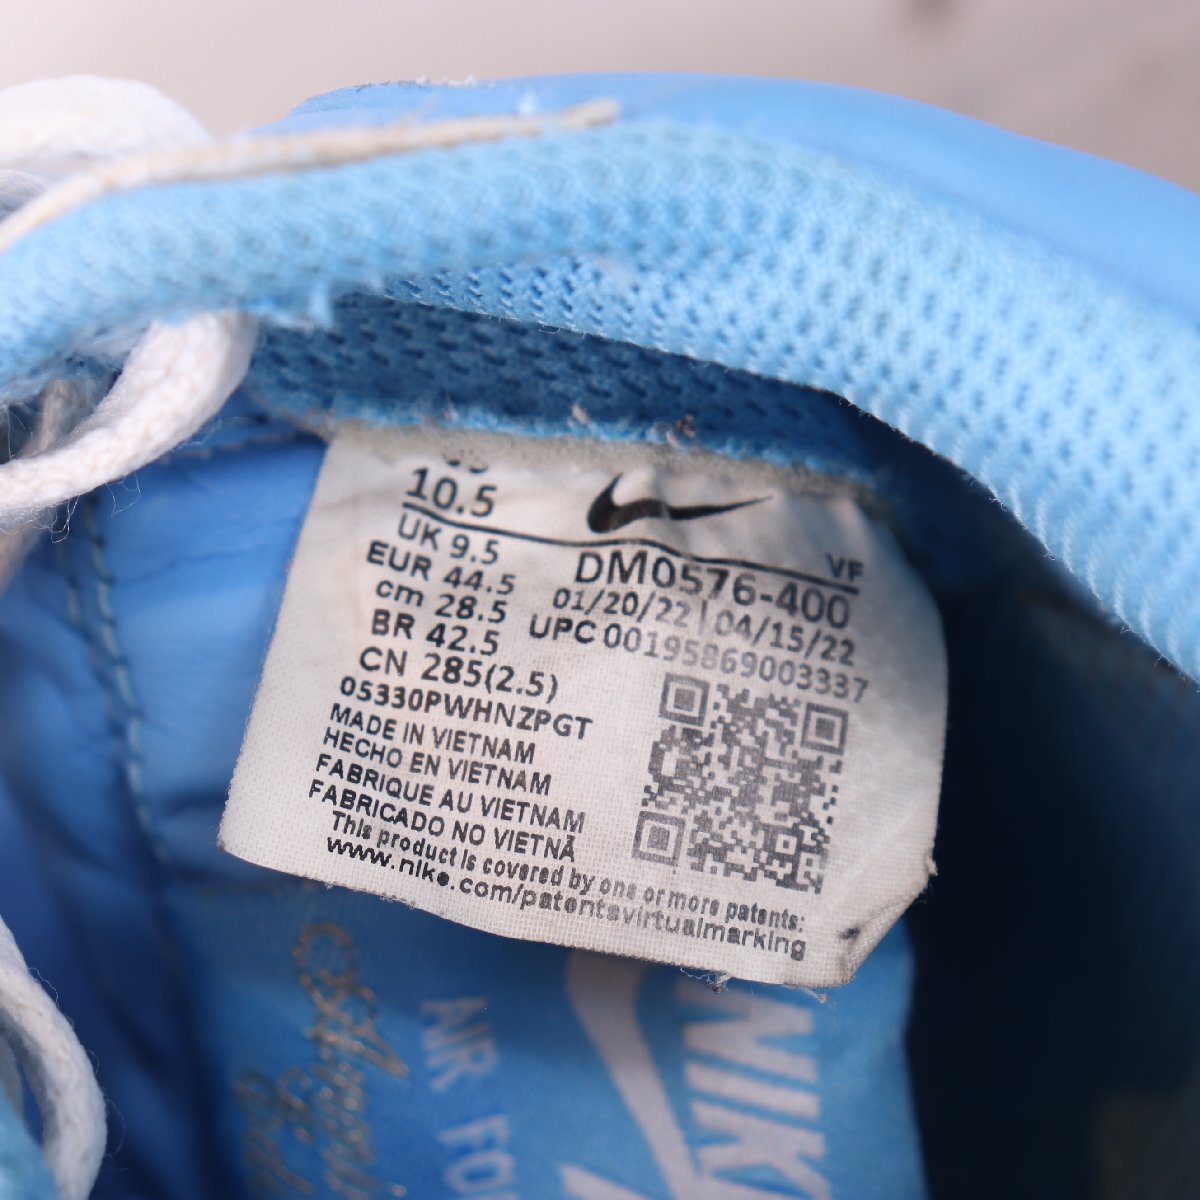 10.5
UK 9.5
EUR 44.5
cm 28.5
BR 42.5
CN 285(2.5)
VF
DM0576-400
01/20/22 | 04/15/22
UPC 00195869003337
05330PWHNZPGT
MADE IN VIETNAM
HECHO EN VIETNAM
FABRIQUE AU VIETNAM
FABRICADO NO VIETNÃ
This product is covered by one or more patents:
www.nike.com/patentsvirtualmarking
NIKE
AIR